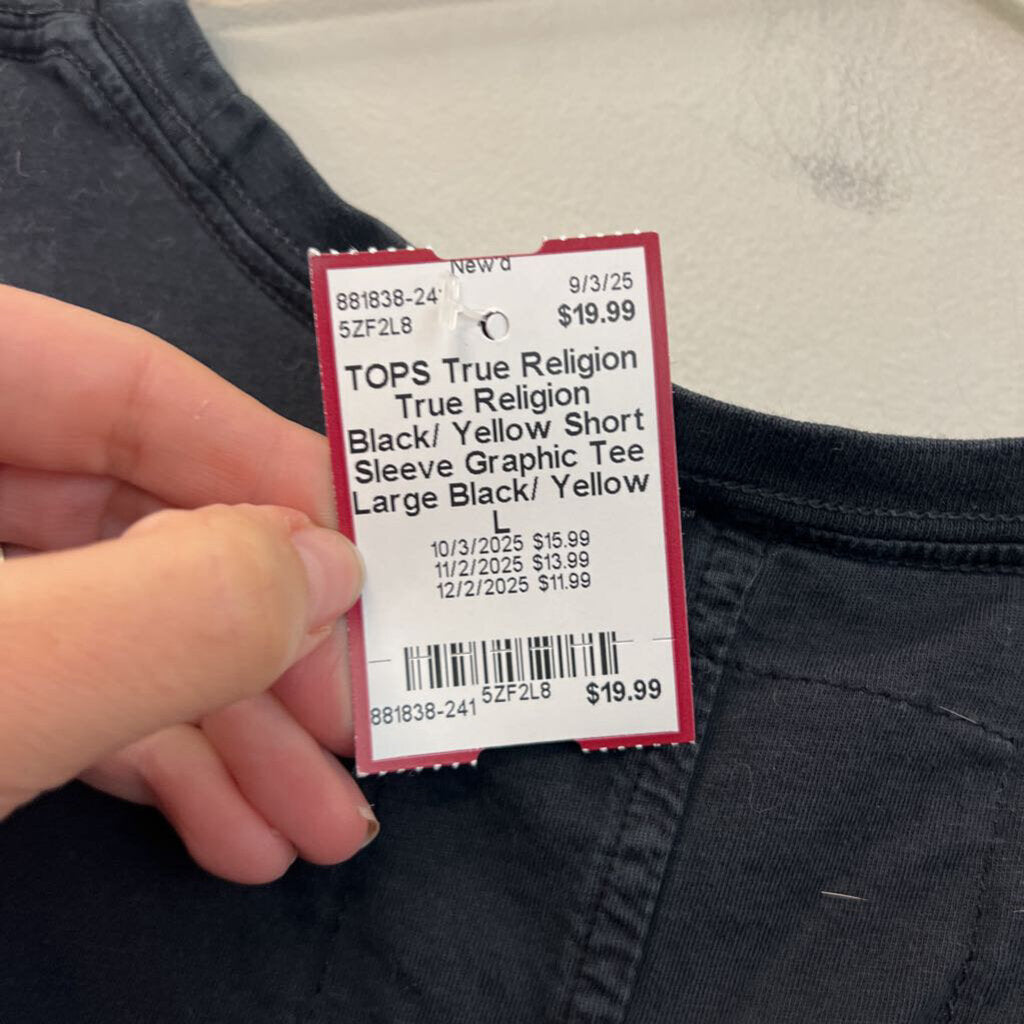 New'd
881838-241 9/3/25
5ZF2L8 $19.99
TOPS True Religion
True Religion
Black/ Yellow Short
Sleeve Graphic Tee
Large Black/ Yellow
L
10/3/2025 $15.99
11/2/2025 $13.99
12/2/2025 $11.99
881838-241 5ZF2L8 $19.99